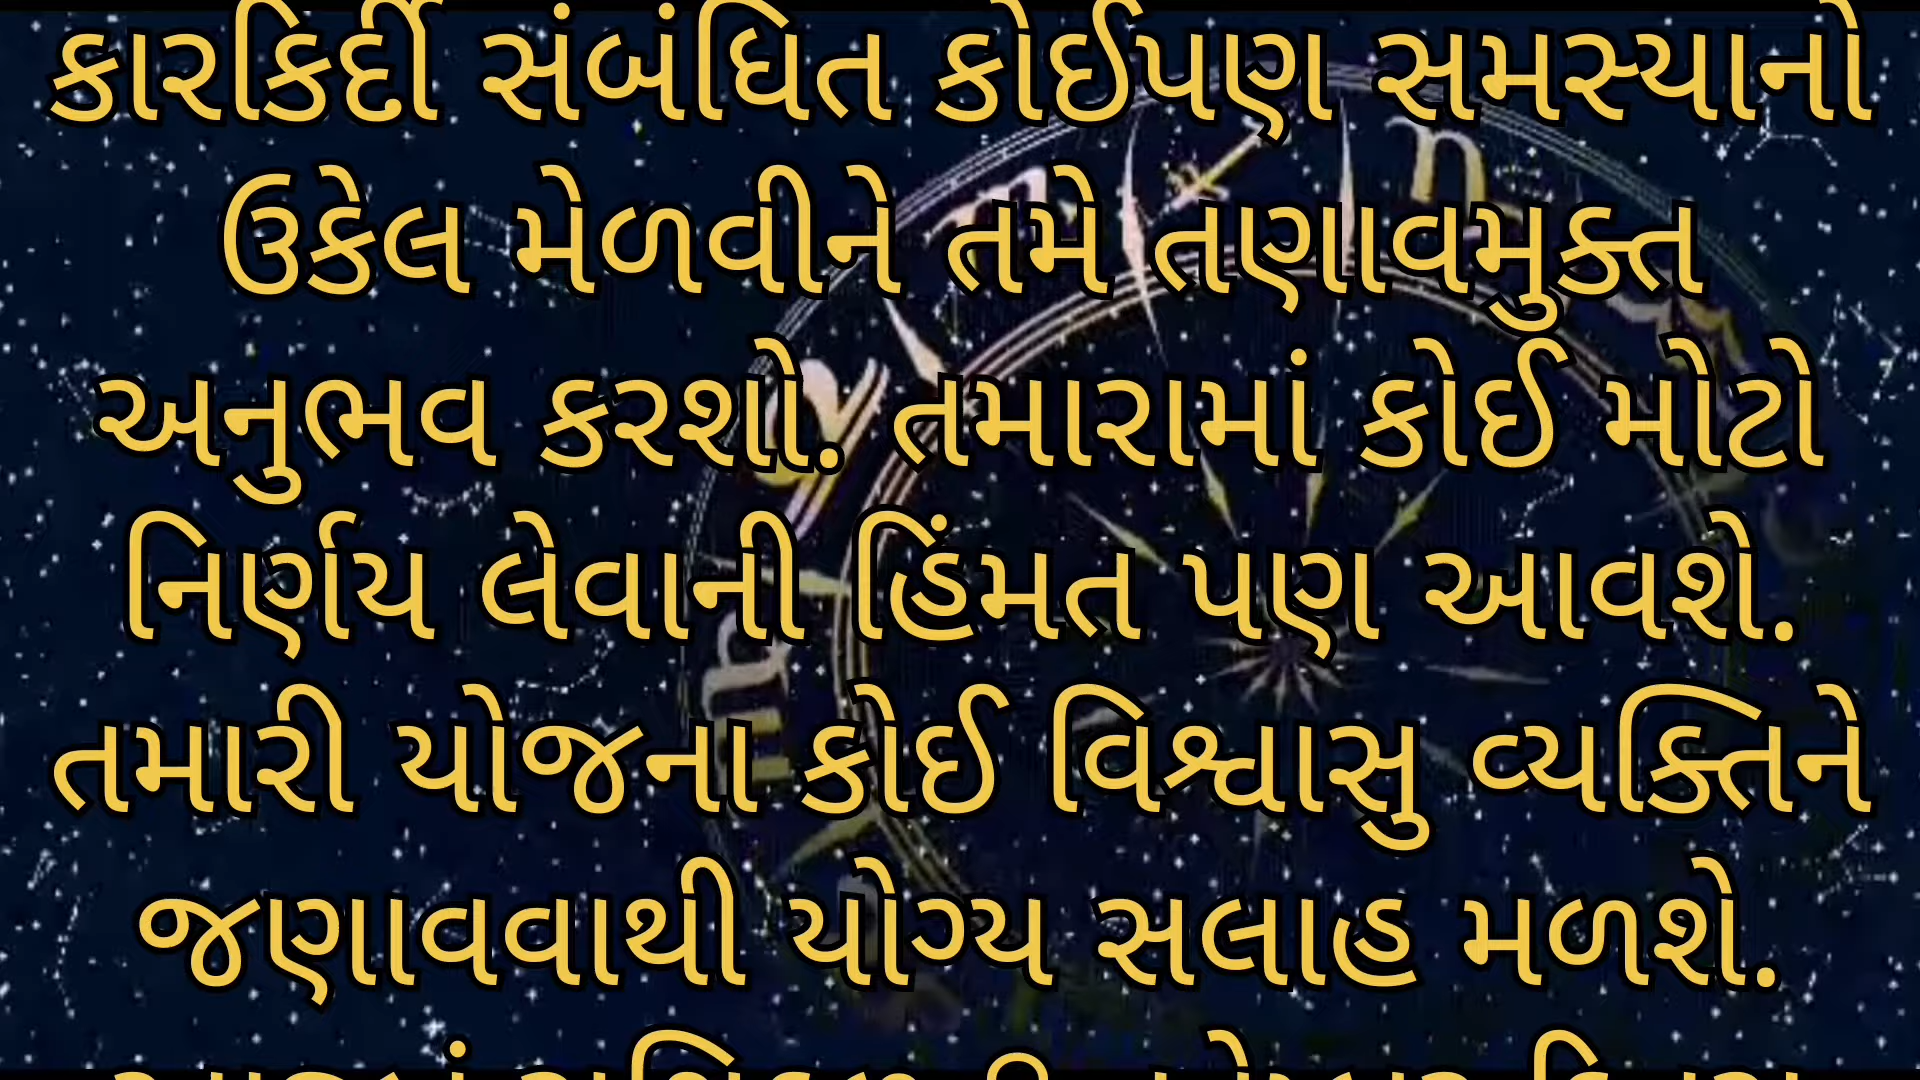 કારકિર્દી સંબંધિત કોઈપણ સમસ્યાનો
ઉકેલ મેળવીને તમે તણાવમુક્ત
અનુભવ કરશો. તમારામાં કોઈ મોટો
નિર્ણય લેવાની હિંમત પણ આવશે.
તમારી યોજના કોઈ વિશ્વાસુ વ્યક્તિને
જણાવવાથી યોગ્ય સલાહ મળશે.